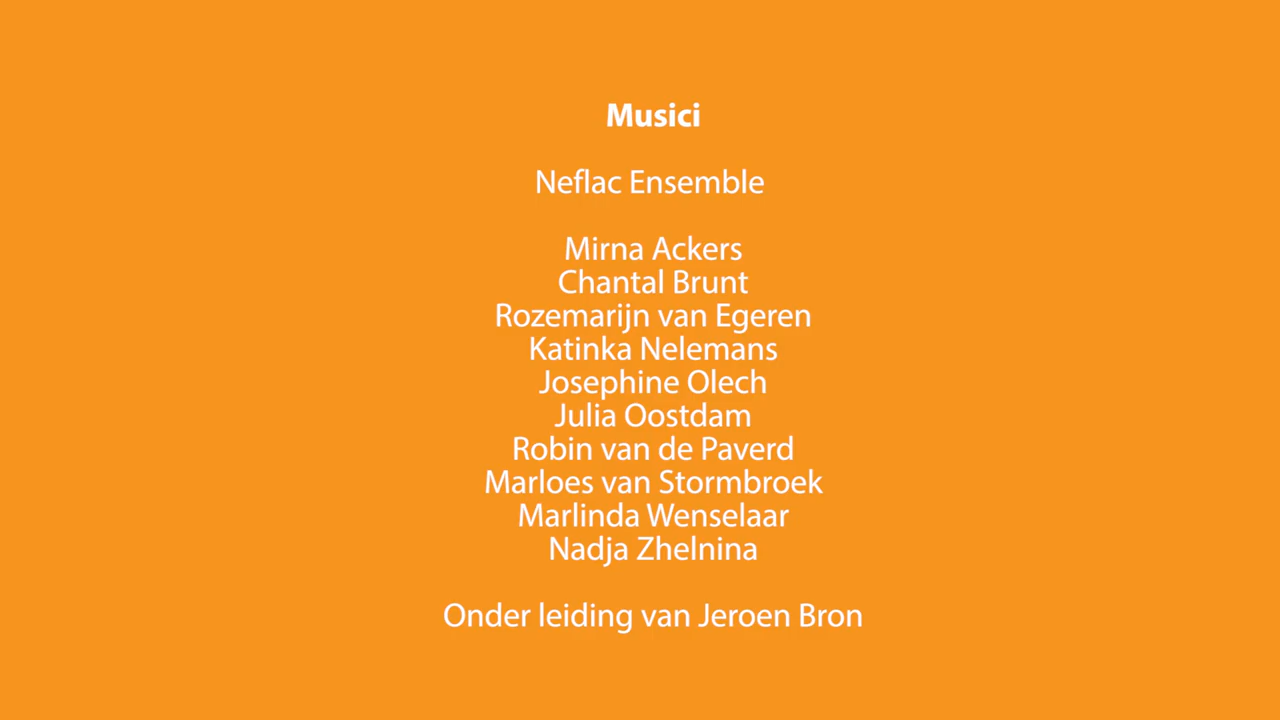 Musici
Neflac Ensemble
Mirna Ackers
Chantal Brunt
Rozemarijn van Egeren
Katinka Nelemans
Josephine Olech
Julia Oostdam
Robin van de Paverd
Marloes van Stormbroek
Marlinda Wenselaar
Nadja Zhelnina
Onder leiding van Jeroen Bron